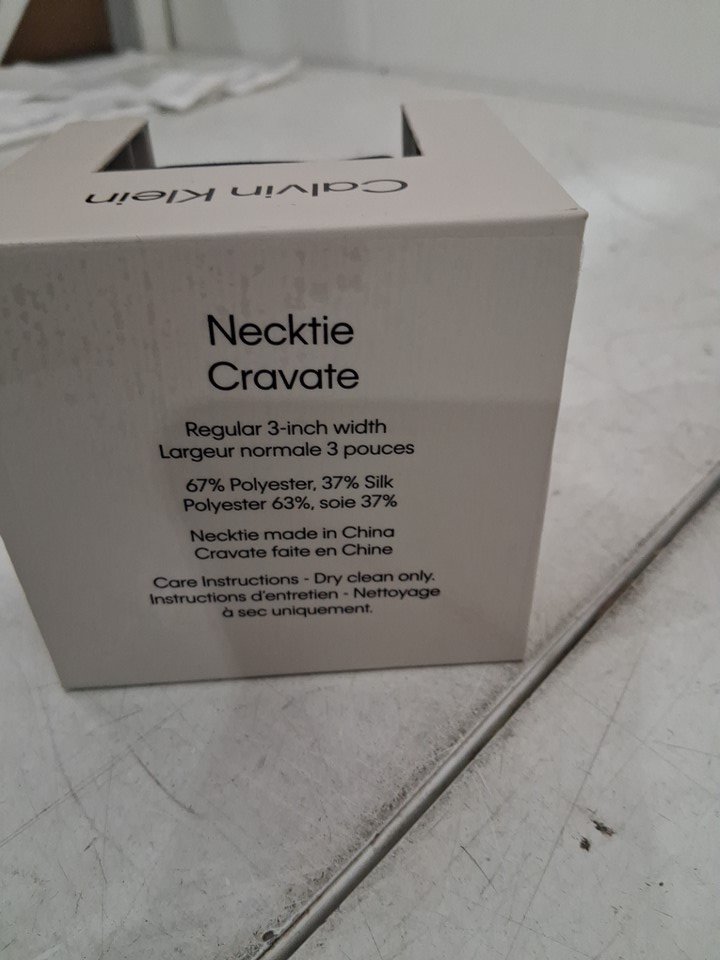 Calvin Klein
Necktie
Cravate
Regular 3-inch width
Largeur normale 3 pouces
67% Polyester, 37% Silk
Polyester 63%, soie 37%
Necktie made in China
Cravate faite en Chine
Care Instructions - Dry clean only.
Instructions d'entretien - Nettoyage
à sec uniquement.